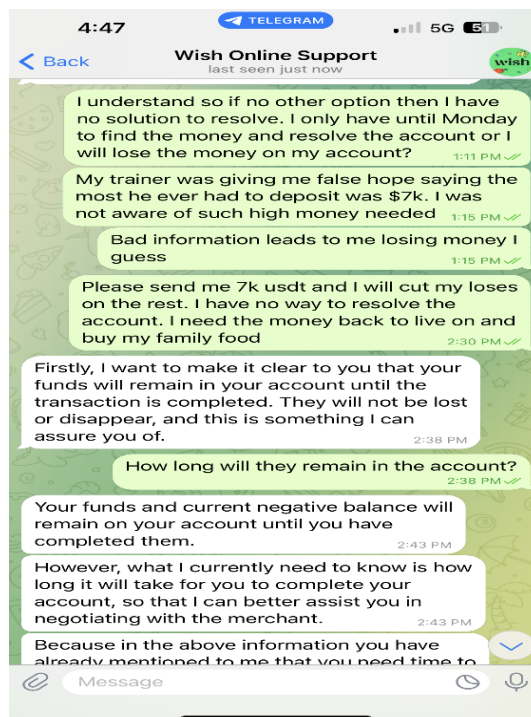 4:47
TELEGRAM
5G 51
Back
Wish Online Support
last seen just now
wish
I understand so if no other option then I have
no solution to resolve. I only have until Monday
to find the money and resolve the account or I
will lose the money on my account?
1:11 PM
My trainer was giving me false hope saying the
most he ever had to deposit was $7k. I was
not aware of such high money needed
1:15 PM
Bad information leads to me losing money I
guess
1:15 PM
Please send me 7k usdt and I will cut my loses
on the rest. I have no way to resolve the
account. I need the money back to live on and
buy my family food
2:30 PM
Firstly, I want to make it clear to you that your
funds will remain in your account until the
transaction is completed. They will not be lost
or disappear, and this is something I can
assure you of.
2:38 PM
How long will they remain in the account?
2:38 PM
Your funds and current negative balance will
remain on your account until you have
completed them.
2:43 PM
However, what I currently need to know is how
long it will take for you to complete your
account, so that I can better assist you in
negotiating with the merchant.
2:43 PM
Because in the above information you have
already mentioned to me that you need time to
Message